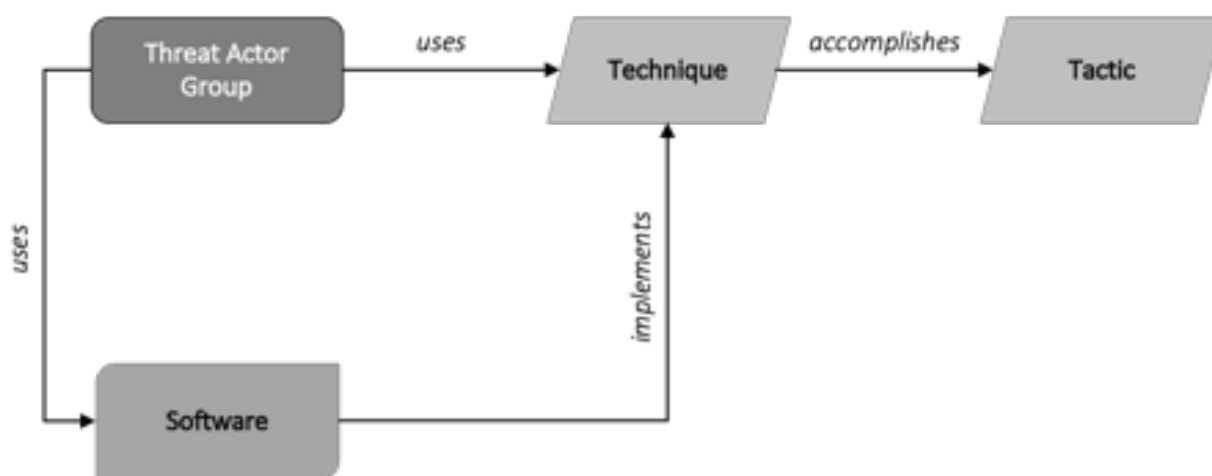 Threat Actor
Group
uses
Technique
accomplishes
Tactic
uses
implements
Software